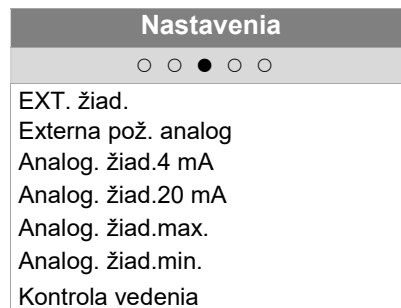 Nastavenia
EXT. žiad.
Externa pož. analog
Analog. žiad.4 mA
Analog. žiad.20 mA
Analog. žiad.max.
Analog. žiad.min.
Kontrola vedenia